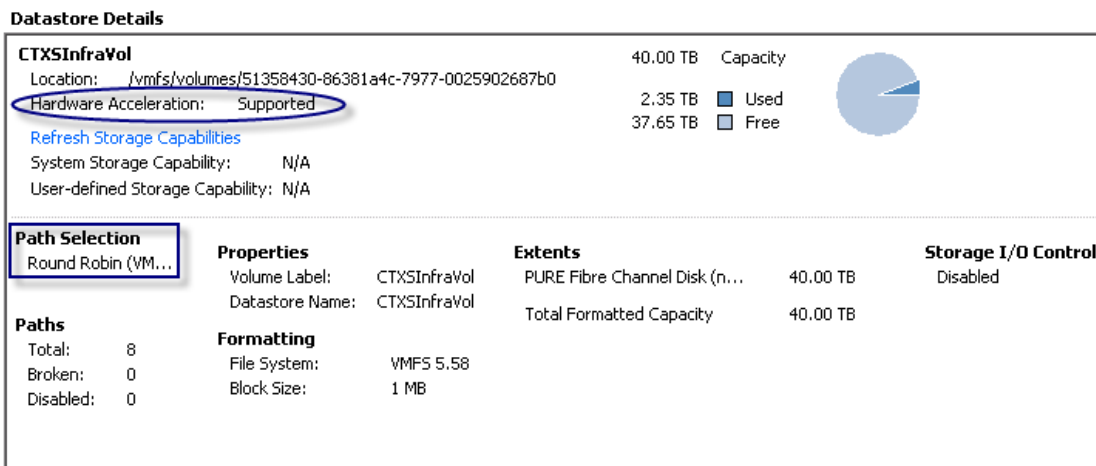 Datastore Details
CTXSInfraVol
Location: /vmfs/volumes/51358430-86381a4c-7977-0025902687b0
Hardware Acceleration: Supported
Refresh Storage Capabilities
System Storage Capability: N/A
User-defined Storage Capability: N/A
40.00 TB Capacity
2.35 TB Used
37.65 TB Free
Path Selection
Round Robin (VM...
Paths
Total: 8
Broken: 0
Disabled: 0
Properties
Volume Label: CTXSInfraVol
Datastore Name: CTXSInfraVol
Formatting
File System: VMFS 5.58
Block Size: 1 MB
Extents
PURE Fibre Channel Disk (n... 40.00 TB
Total Formatted Capacity 40.00 TB
Storage I/O Control
Disabled